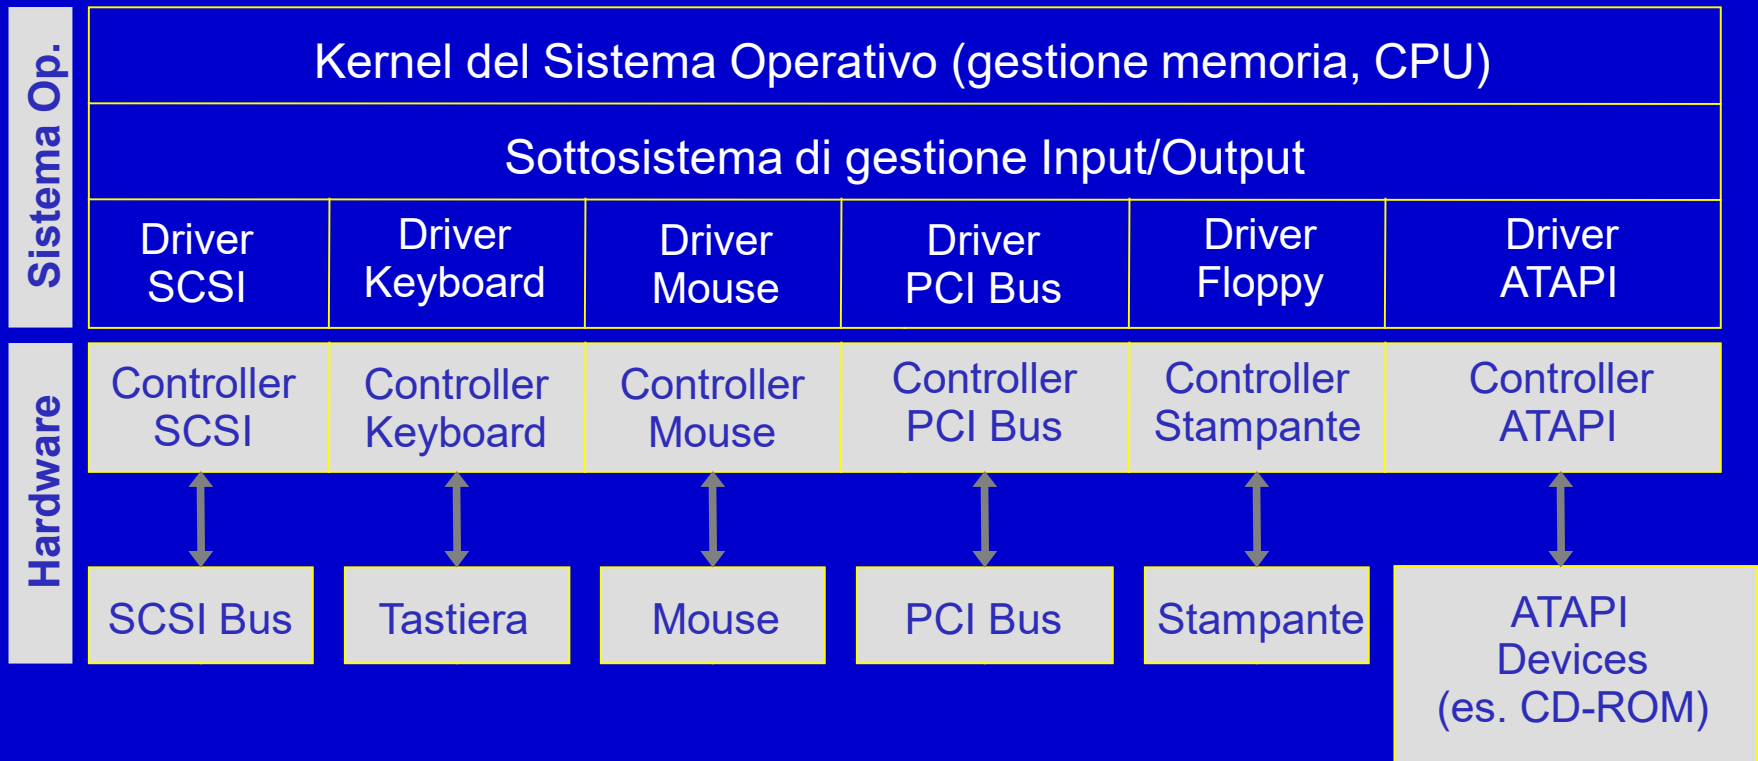 Sistema Op.
Kernel del Sistema Operativo (gestione memoria, CPU)
Sottosistema di gestione Input/Output
Driver
SCSI
Driver
Keyboard
Driver
Mouse
Driver
PCI Bus
Driver
Floppy
Driver
ATAPI
Hardware
Controller
SCSI
Controller
Keyboard
Controller
Mouse
Controller
PCI Bus
Controller
Stampante
Controller
ATAPI
SCSI Bus
Tastiera
Mouse
PCI Bus
Stampante
ATAPI
Devices
(es. CD-ROM)